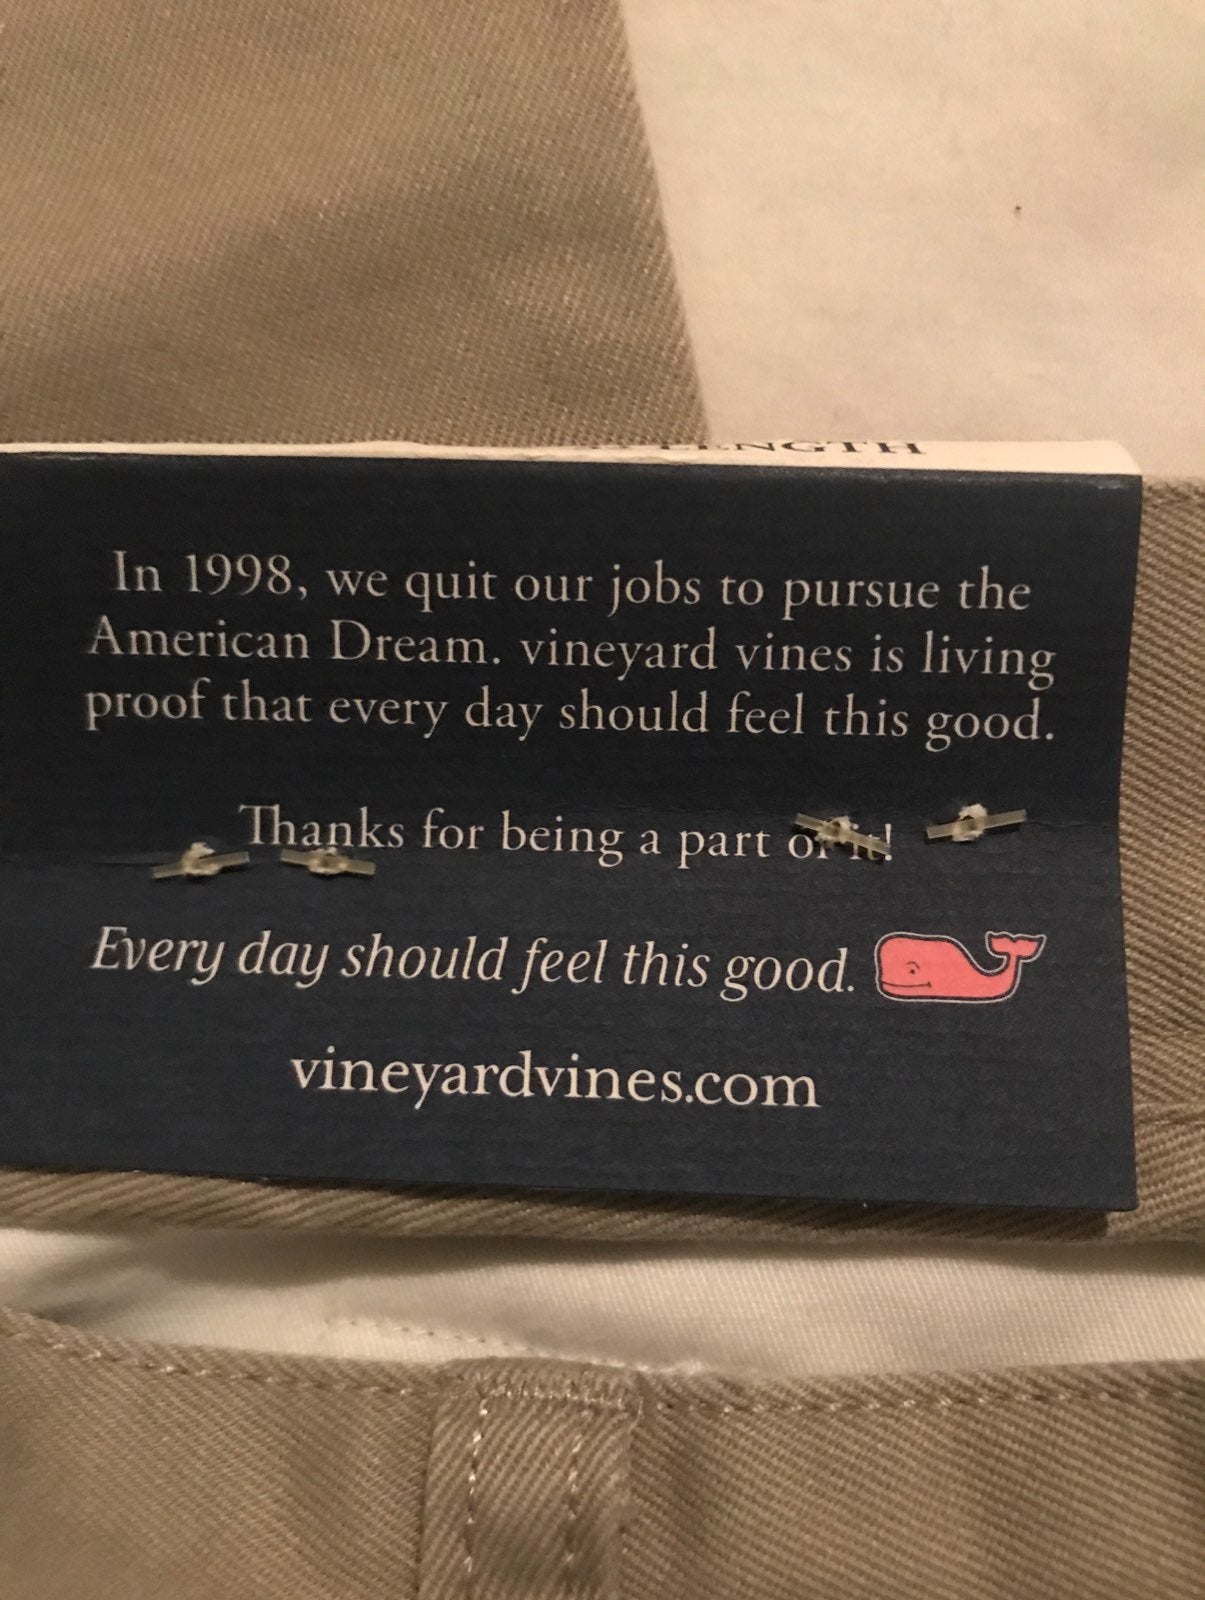 LENGTH
In 1998, we quit our jobs to pursue the
American Dream. vineyard vines is living
proof that every day should feel this good.
Thanks for being a part of it!
Every day should feel this good.
vineyardvines.com